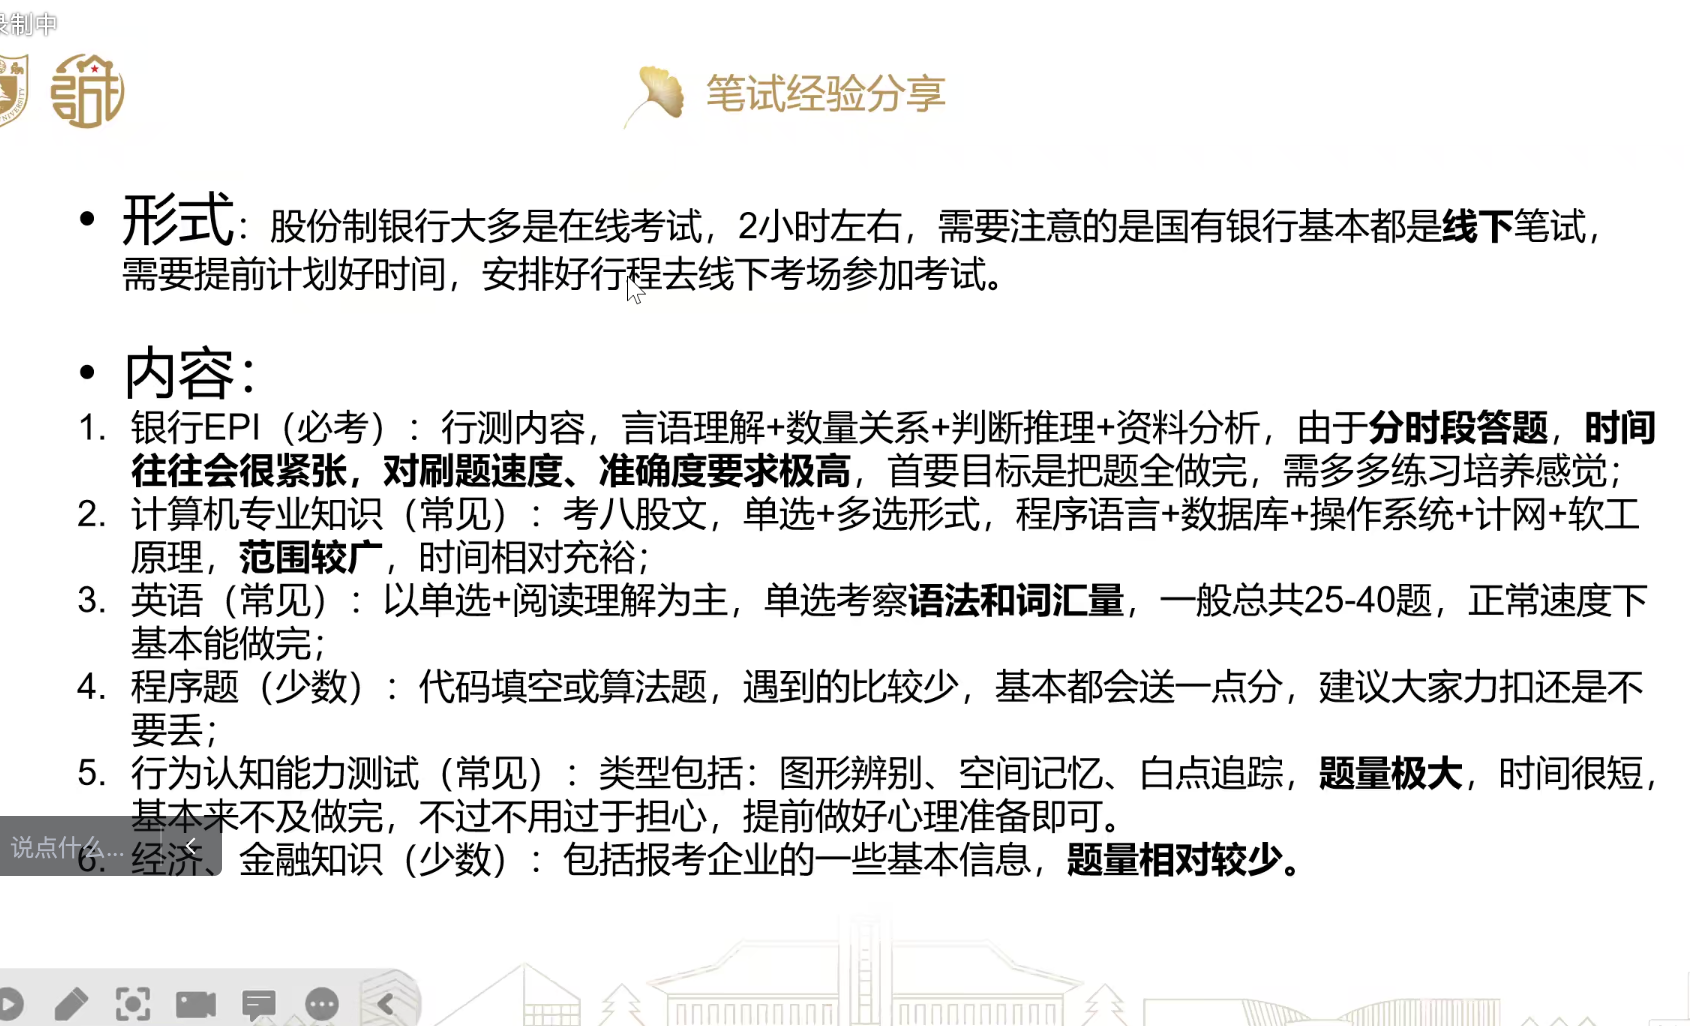 录制中
笔试经验分享
• 形式：股份制银行大多是在线考试，2小时左右，需要注意的是国有银行基本都是线下笔试，
需要提前计划好时间，安排好行程去线下考场参加考试。
• 内容：
1. 银行EPI（必考）：行测内容，言语理解+数量关系+判断推理+资料分析，由于分时段答题，时间
往往会很紧张，对刷题速度、准确度要求极高，首要目标是把题全做完，需多多练习培养感觉；
2. 计算机专业知识（常见）：考八股文，单选+多选形式，程序语言+数据库+操作系统+计网+软工
原理，范围较广，时间相对充裕；
3. 英语（常见）：以单选+阅读理解为主，单选考察语法和词汇量，一般总共25-40题，正常速度下
基本能做完；
4. 程序题（少数）：代码填空或算法题，遇到的比较少，基本都会送一点分，建议大家力扣还是不
要丢；
5. 行为认知能力测试（常见）：类型包括：图形辨别、空间记忆、白点追踪，题量极大，时间很短，
基本来不及做完，不过不用过于担心，提前做好心理准备即可。
说点什么...
6. 经济、金融知识（少数）：包括报考企业的一些基本信息，题量相对较少。